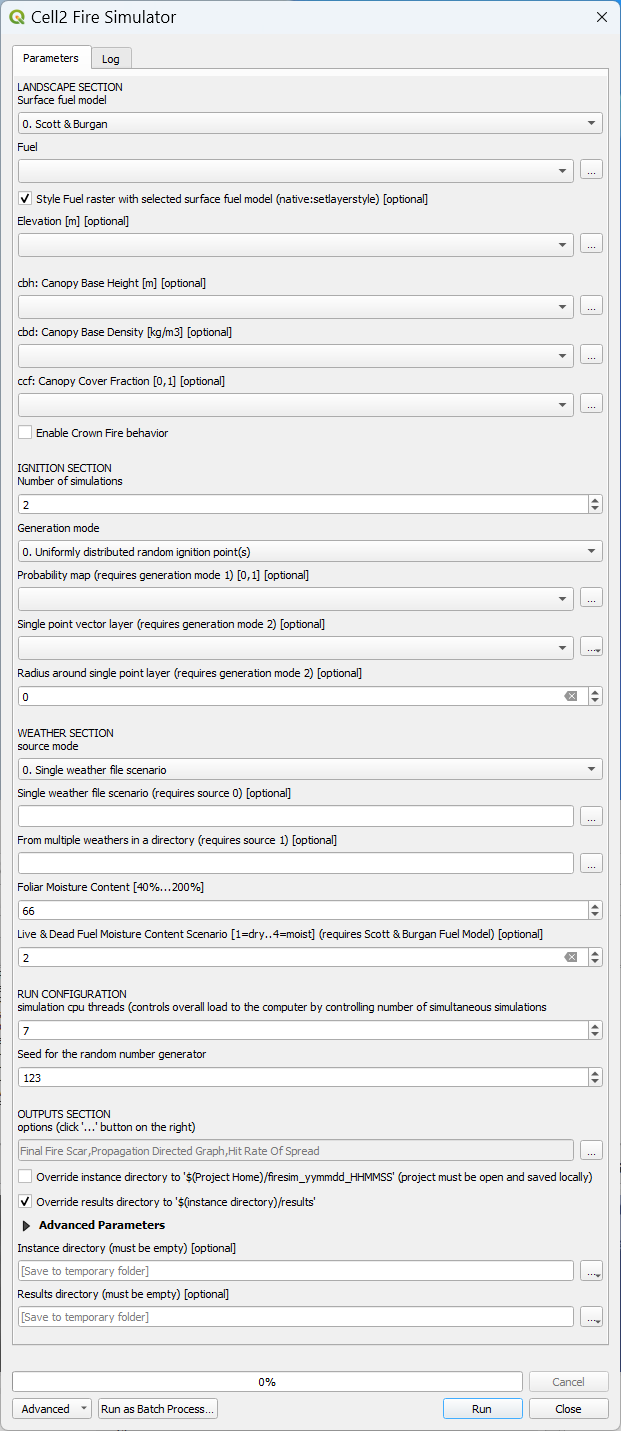 Cell2 Fire Simulator
Parameters
Log
LANDSCAPE SECTION
Surface fuel model
0. Scott & Burgan
Fuel
...
Style Fuel raster with selected surface fuel model (native:setlayerstyle) [optional]
Elevation [m] [optional]
...
cbh: Canopy Base Height [m] [optional]
...
cbd: Canopy Base Density [kg/m3] [optional]
...
ccf: Canopy Cover Fraction [0,1] [optional]
...
Enable Crown Fire behavior
IGNITION SECTION
Number of simulations
2
Generation mode
0. Uniformly distributed random ignition point(s)
Probability map (requires generation mode 1) [0,1] [optional]
...
Single point vector layer (requires generation mode 2) [optional]
...
Radius around single point layer (requires generation mode 2) [optional]
0
WEATHER SECTION
source mode
0. Single weather file scenario
Single weather file scenario (requires source 0) [optional]
...
From multiple weathers in a directory (requires source 1) [optional]
...
Foliar Moisture Content [40%...200%]
66
Live & Dead Fuel Moisture Content Scenario [1=dry..4=moist] (requires Scott & Burgan Fuel Model) [optional]
2
RUN CONFIGURATION
simulation cpu threads (controls overall load to the computer by controlling number of simultaneous simulations
7
Seed for the random number generator
123
OUTPUTS SECTION
options (click '...' button on the right)
Final Fire Scar,Propagation Directed Graph,Hit Rate Of Spread
...
Override instance directory to '$(Project Home)/firesim_yymmdd_HHMMSS' (project must be open and saved locally)
Override results directory to '$(instance directory)/results'
Advanced Parameters
Instance directory (must be empty) [optional]
[Save to temporary folder]
...
Results directory (must be empty) [optional]
[Save to temporary folder]
...
0%
Cancel
Advanced
Run as Batch Process...
Run
Close